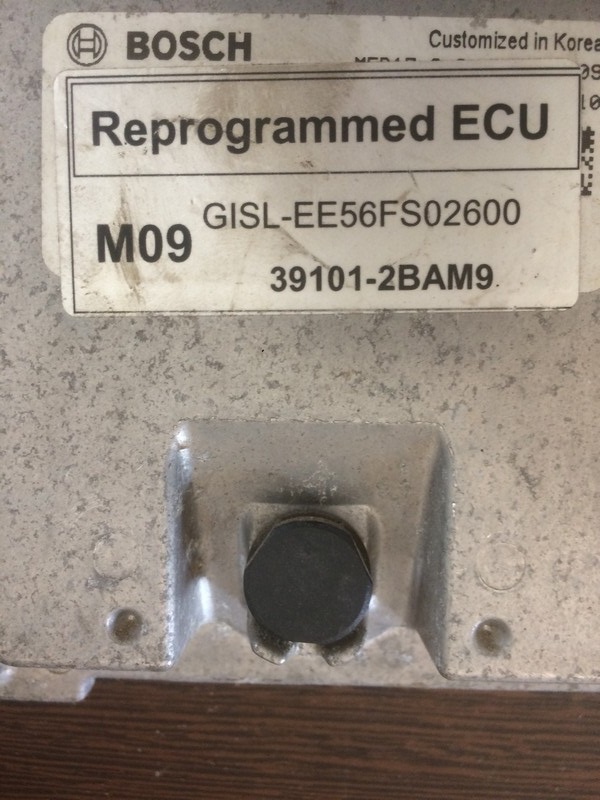 BOSCH
Customized in Korea
Reprogrammed ECU
M09
GISL-EE56FS02600
39101-2BAM9